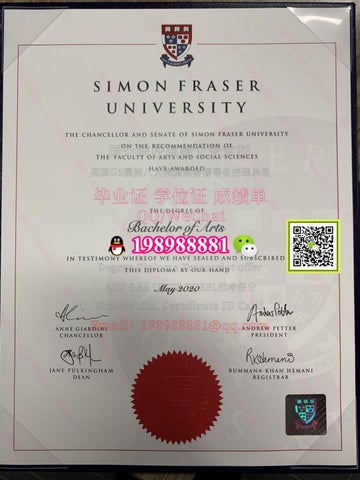 SIMON FRASER
UNIVERSITY
THE CHANCELLOR AND SENATE OF SIMON FRASER UNIVERSITY
ON THE RECOMMENDATION OF
THE FACULTY OF ARTS AND SOCIAL SCIENCES
HAVE AWARDED
毕业证 学位证 成绩单
THE DEGREE OF
Bachelor of Arts
198988881
IN TESTIMONY WHEREOF WE HAVE SEALED AND SUBSCRIBED
THIS DIPLOMA BY OUR HAND
May 2020
ANNE GIARDINI
CHANCELLOR
ANDREW PETTER
PRESIDENT
Email: 198988881@qq
JANE PULKINGHAM
DEAN
RUMMANA KHAN HEMANI
REGISTRAR